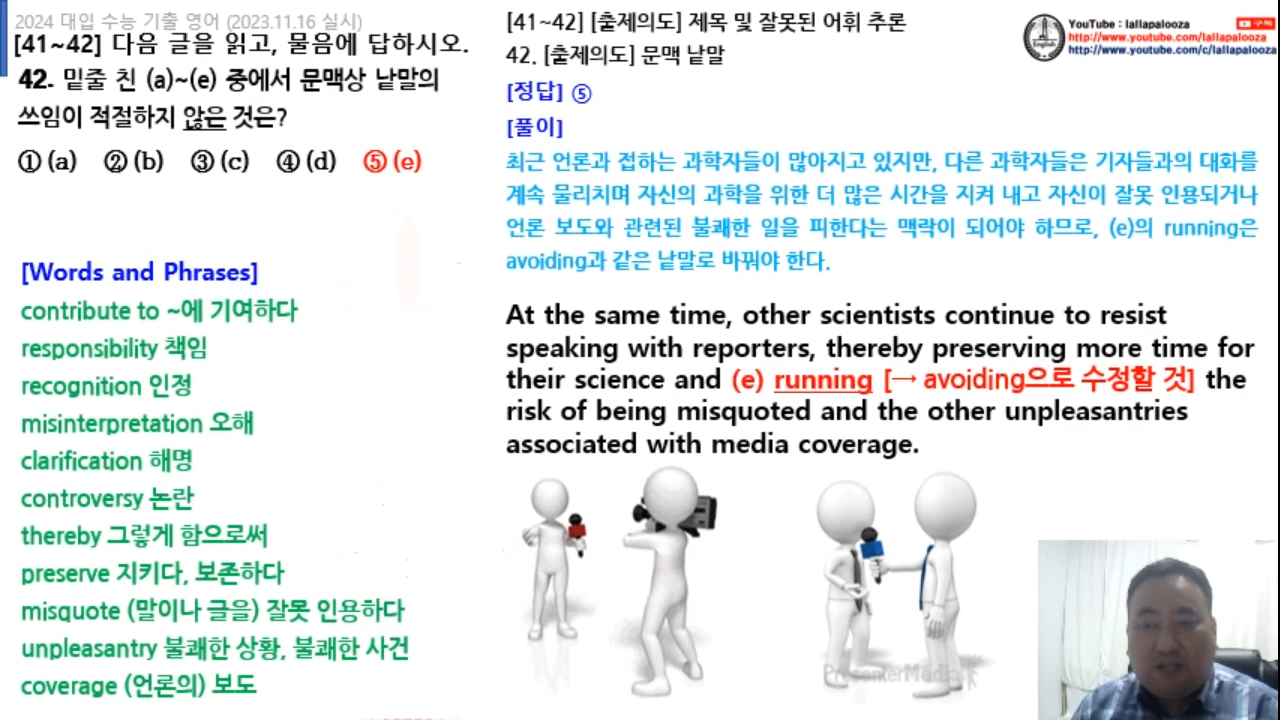 2024 대입 수능 기출 영어 (2023.11.16 실시)
[41~42] 다음 글을 읽고, 물음에 답하시오.
42. 밑줄 친 (a)~(e) 중에서 문맥상 낱말의
쓰임이 적절하지 않은 것은?
① (a) ② (b) ③ (c) ④ (d) ⑤ (e)
[Words and Phrases]
contribute to ~에 기여하다
responsibility 책임
recognition 인정
misinterpretation 오해
clarification 해명
controversy 논란
thereby 그렇게 함으로써
preserve 지키다, 보존하다
misquote (말이나 글을) 잘못 인용하다
unpleasantry 불쾌한 상황, 불쾌한 사건
coverage (언론의) 보도
[41~42] [출제의도] 제목 및 잘못된 어휘 추론
42. [출제의도] 문맥 낱말
[정답] ⑤
[풀이]
최근 언론과 접하는 과학자들이 많아지고 있지만, 다른 과학자들은 기자들과의 대화를
계속 물리치며 자신의 과학을 위한 더 많은 시간을 지켜 내고 자신이 잘못 인용되거나
언론 보도와 관련된 불쾌한 일을 피한다는 맥락이 되어야 하므로, (e)의 running은
avoiding과 같은 낱말로 바꿔야 한다.
At the same time, other scientists continue to resist
speaking with reporters, thereby preserving more time for
their science and (e) running [→ avoiding으로 수정할 것] the
risk of being misquoted and the other unpleasantries
associated with media coverage.
PresenterMedia
YouTube : lallapalooza
http://www.youtube.com/lallapalooza
http://www.youtube.com/c/lallapalooza